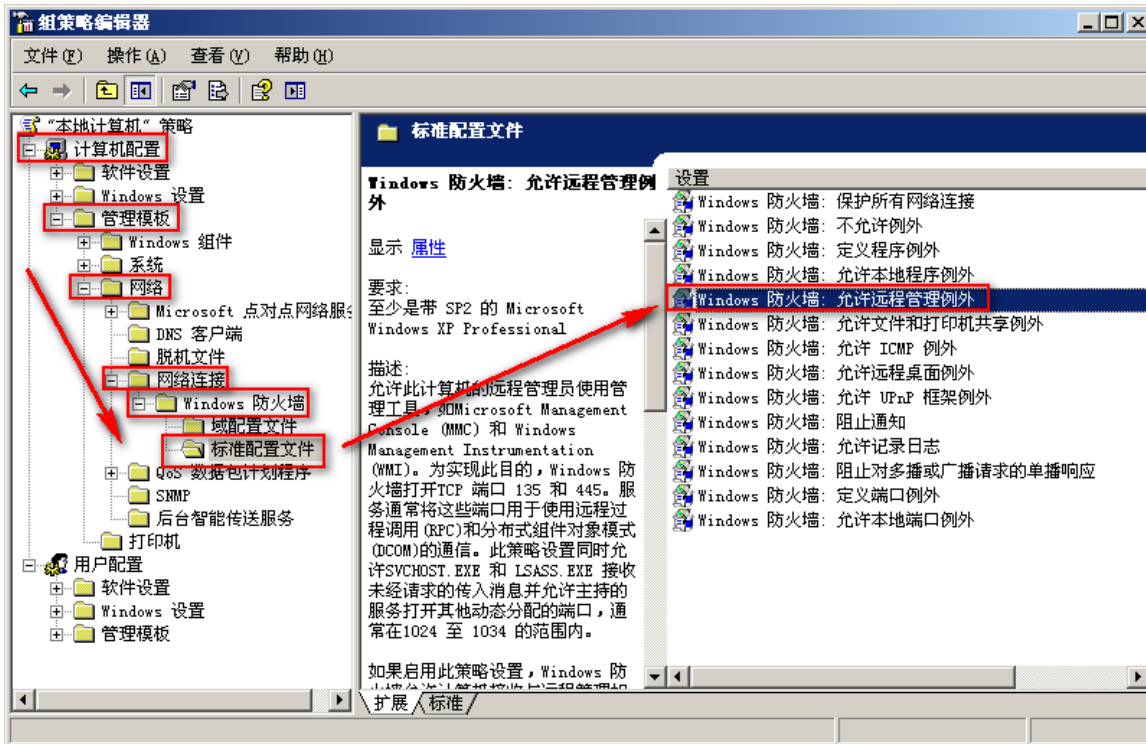 组策略编辑器
文件(F) 操作(A) 查看(V) 帮助(H)
“本地计算机“ 策略
计算机配置
软件设置
Windows 设置
管理模板
Windows 组件
系统
网络
Microsoft 点对点网络服
DNS 客户端
脱机文件
网络连接
Windows 防火墙
域配置文件
标准配置文件
QoS 数据包计划程序
SNMP
后台智能传送服务
打印机
用户配置
软件设置
Windows 设置
管理模板
标准配置文件
Windows 防火墙: 允许远程管理例
外
显示 属性
要求:
至少是带 SP2 的 Microsoft
Windows XP Professional
描述:
允许此计算机的远程管理员使用管
理工具，如Microsoft Management
Console (MMC) 和 Windows
Management Instrumentation
(WMI)。为实现此目的，Windows 防
火墙打开TCP 端口 135 和 445。服
务通常将这些端口用于使用远程过
程调用(RPC)和分布式组件对象模式
(DCOM)的通信。此策略设置同时允
许SVCHOST.EXE 和 LSASS.EXE 接收
未经请求的传入消息并允许主持的
服务打开其他动态分配的端口，通
常在1024 至 1034 的范围内。
如果启用此策略设置，Windows 防
设置
Windows 防火墙: 保护所有网络连接
Windows 防火墙: 不允许例外
Windows 防火墙: 定义程序例外
Windows 防火墙: 允许本地程序例外
Windows 防火墙: 允许远程管理例外
Windows 防火墙: 允许文件和打印机共享例外
Windows 防火墙: 允许 ICMP 例外
Windows 防火墙: 允许远程桌面例外
Windows 防火墙: 允许 UPnP 框架例外
Windows 防火墙: 阻止通知
Windows 防火墙: 允许记录日志
Windows 防火墙: 阻止对多播或广播请求的单播响应
Windows 防火墙: 定义端口例外
Windows 防火墙: 允许本地端口例外
扩展 标准